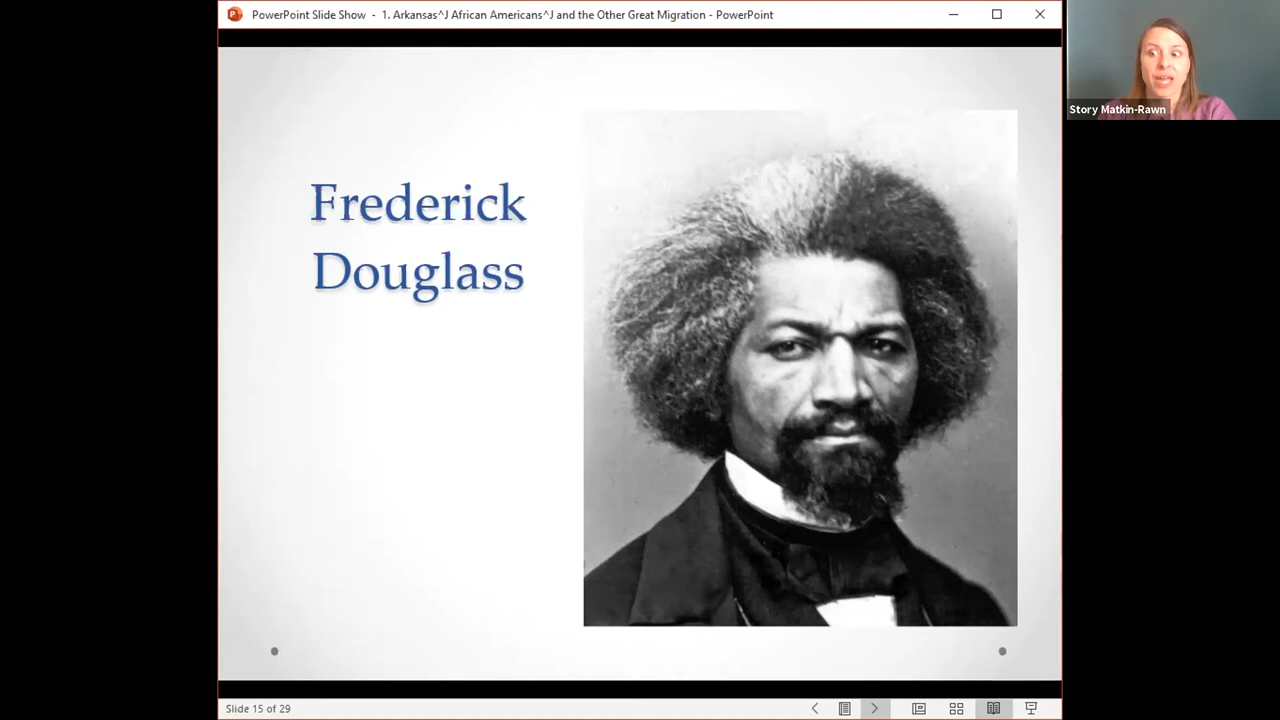 PowerPoint Slide Show - 1. Arkansas^J African Americans^J and the Other Great Migration - PowerPoint
Story Matkin-Rawn
Frederick
Douglass
Slide 15 of 29